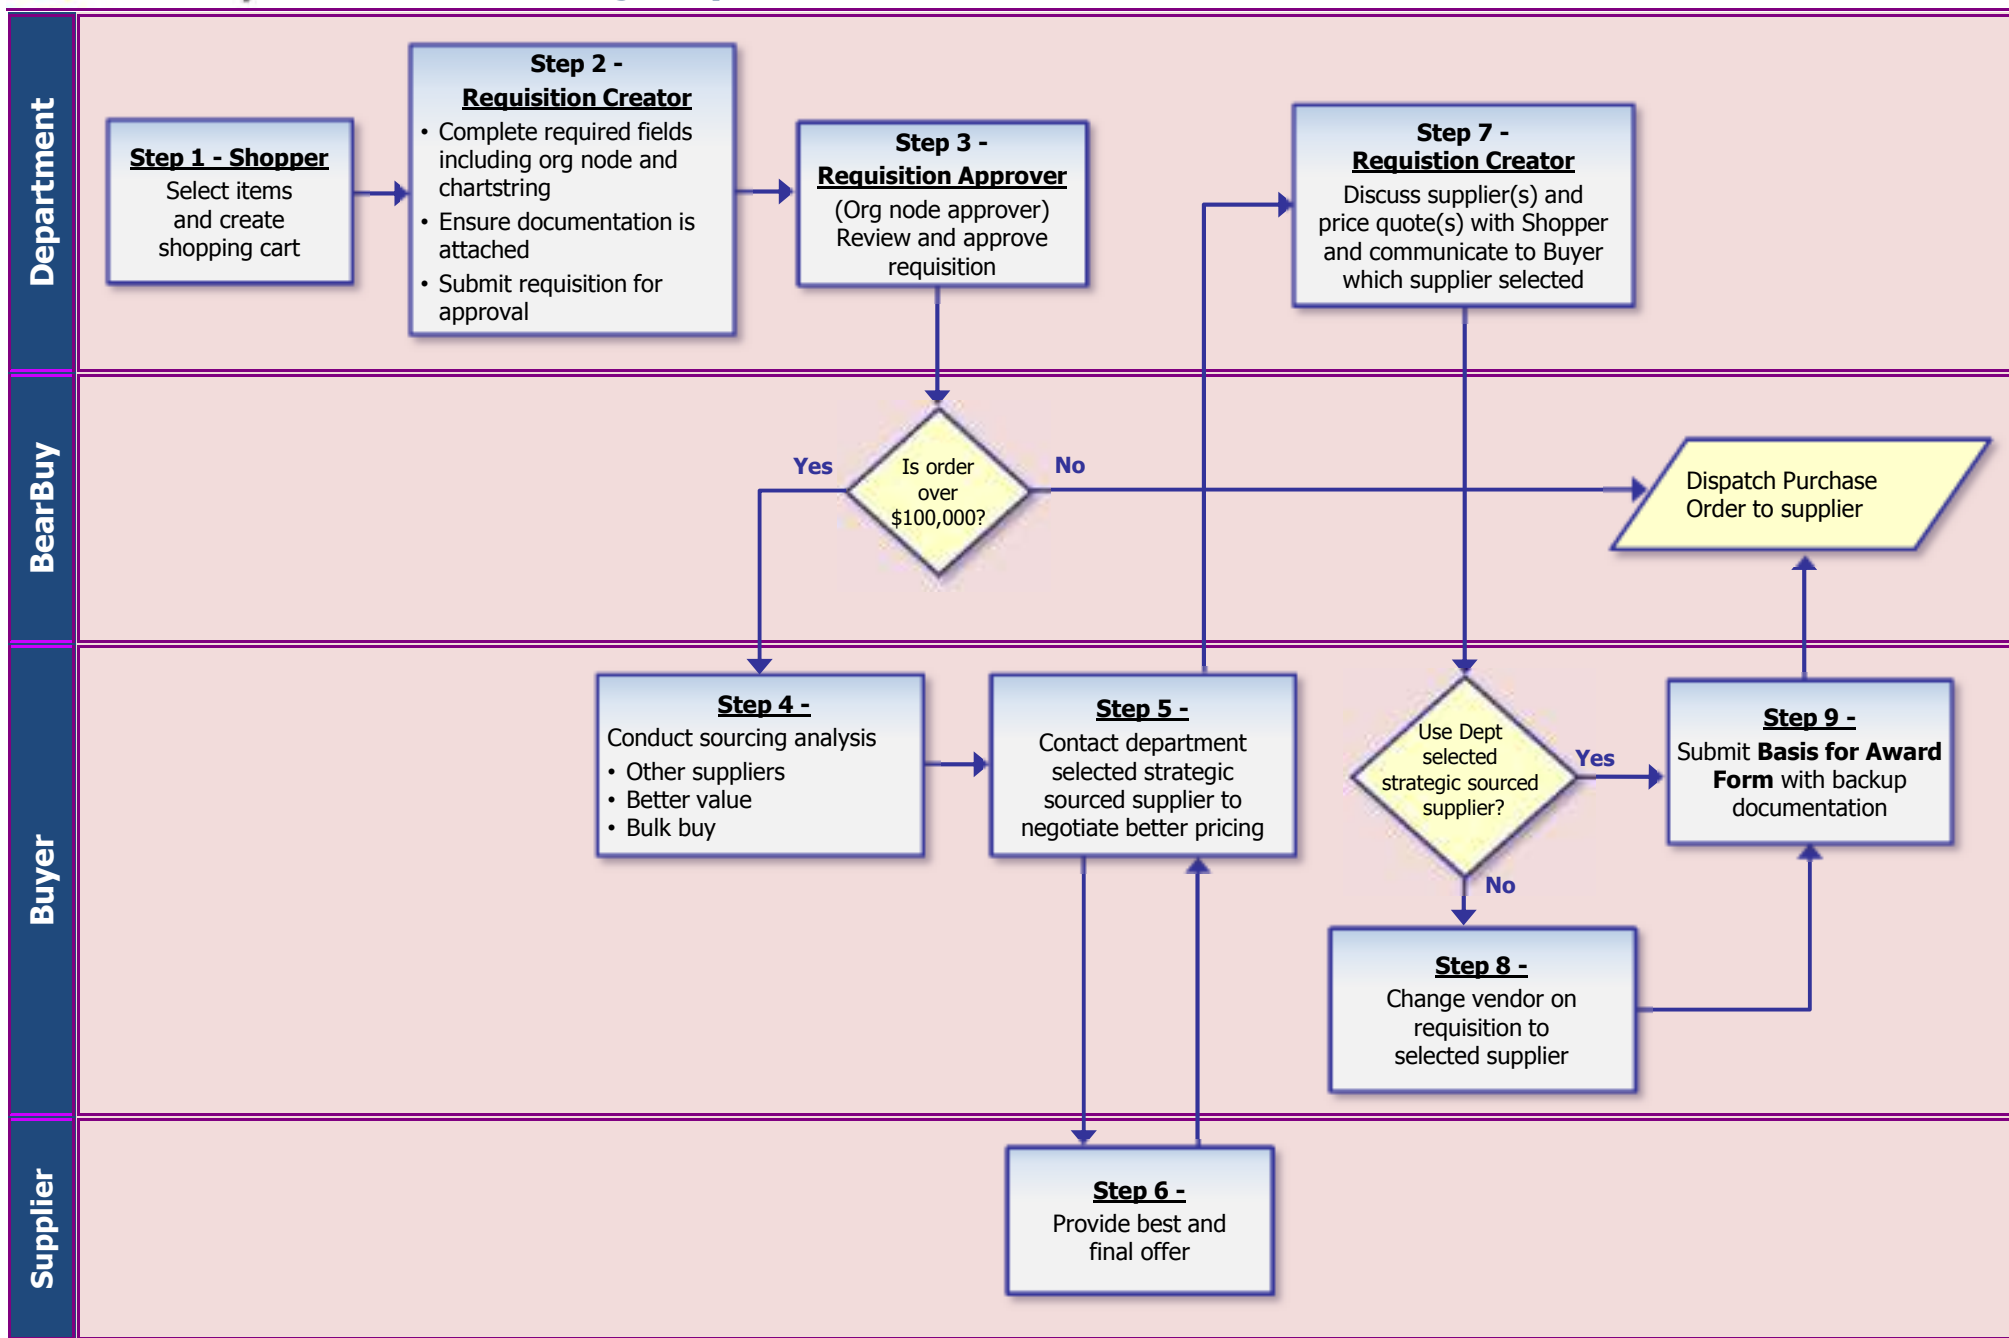 Department
Step 1 - Shopper
Select items
and create
shopping cart
Step 2 -
Requisition Creator
• Complete required fields
including org node and
chartstring
• Ensure documentation is
attached
• Submit requisition for
approval
Step 3 -
Requisition Approver
(Org node approver)
Review and approve
requisition
Step 7 -
Requistion Creator
Discuss supplier(s) and
price quote(s) with Shopper
and communicate to Buyer
which supplier selected
BearBuy
Yes
Is order
over
$100,000?
No
Dispatch Purchase
Order to supplier
Buyer
Step 4 -
Conduct sourcing analysis
• Other suppliers
• Better value
• Bulk buy
Step 5 -
Contact department
selected strategic
sourced supplier to
negotiate better pricing
Use Dept
selected
strategic sourced
supplier?
Yes
No
Step 9 -
Submit Basis for Award
Form with backup
documentation
Step 8 -
Change vendor on
requisition to
selected supplier
Supplier
Step 6 -
Provide best and
final offer